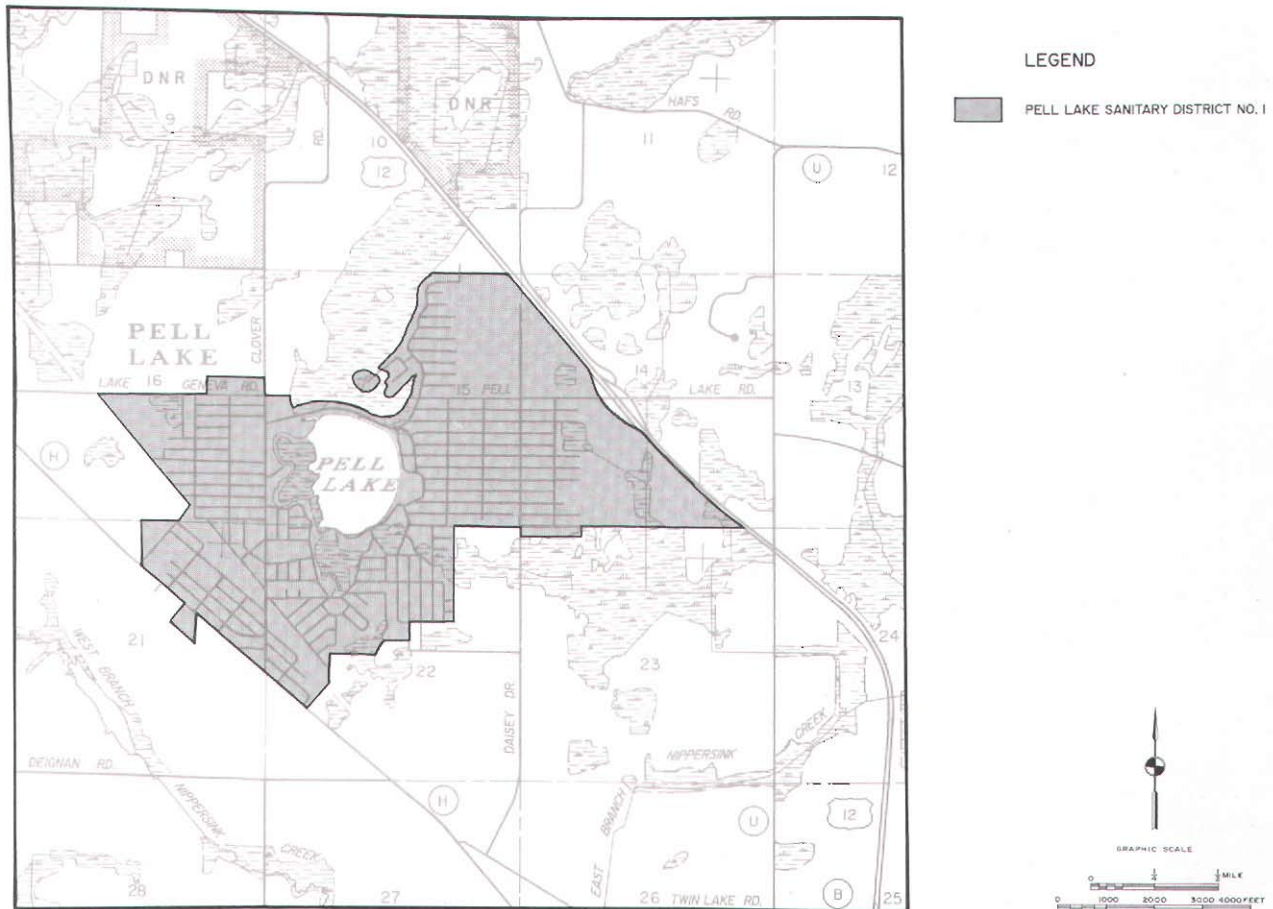 LEGEND
PELL LAKE SANITARY DISTRICT NO. 1
DNR
9
RD.
10
12
DNR
HAFS
RD
11
U
12
PELL
LAKE
CLOVER
LAKE 16 GENEVA RD.
15 PELL
14
LAKE RD.
13
H
PELL
LAKE
21
WEST BRANCH
22
23
24
DAISEY DR
NIPPERSINK
CREEK
DEIGNAN RD.
H
NIPPERSINK
CREEK
EAST BRANCH
U
12
28
27
26 TWIN LAKE RD.
B
25
GRAPHIC SCALE
0 1/4 1/2 MILE
0 1000 2000 3000 4000 FEET